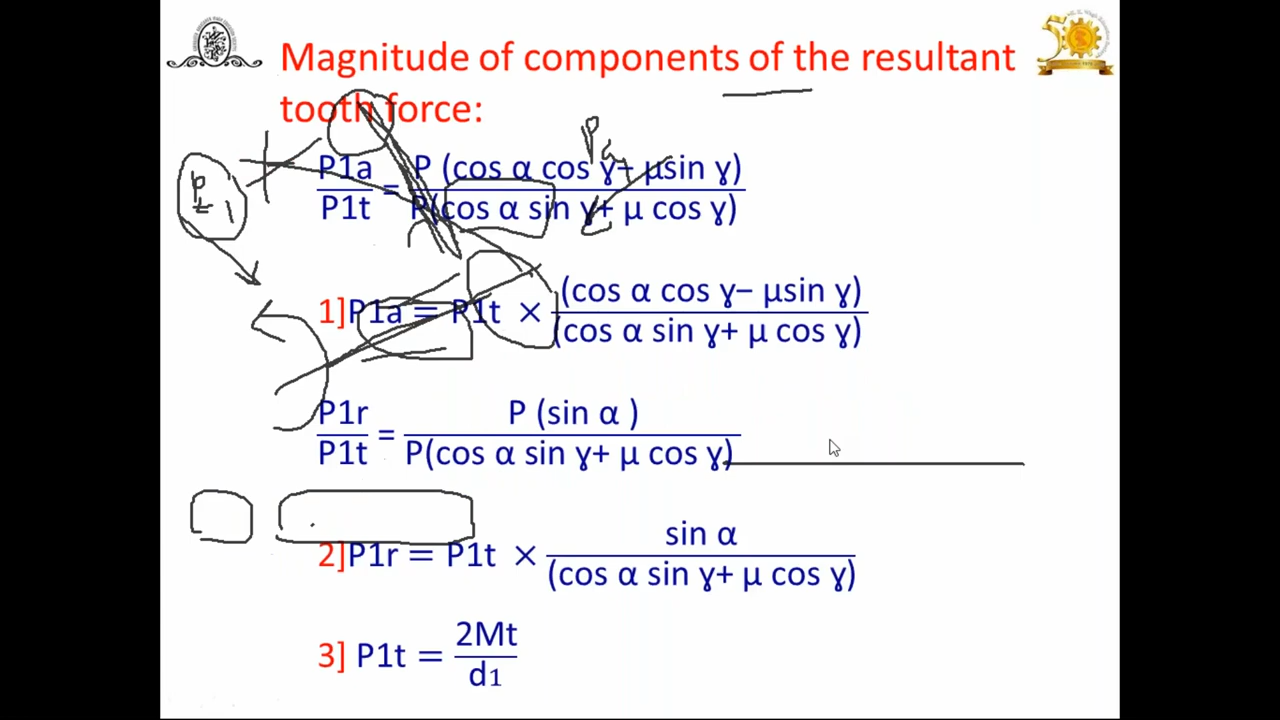 Magnitude of components of the resultant
tooth force:
P1a/P1t = P (cos α cos ɣ− μsin ɣ)/P(cos α sin ɣ+ μ cos ɣ)
1]P1a = P1t × (cos α cos ɣ− μsin ɣ)/(cos α sin ɣ+ μ cos ɣ)
P1r/P1t = P (sin α )/P(cos α sin ɣ+ μ cos ɣ)
2]P1r = P1t × sin α/(cos α sin ɣ+ μ cos ɣ)
3] P1t = 2Mt/d1